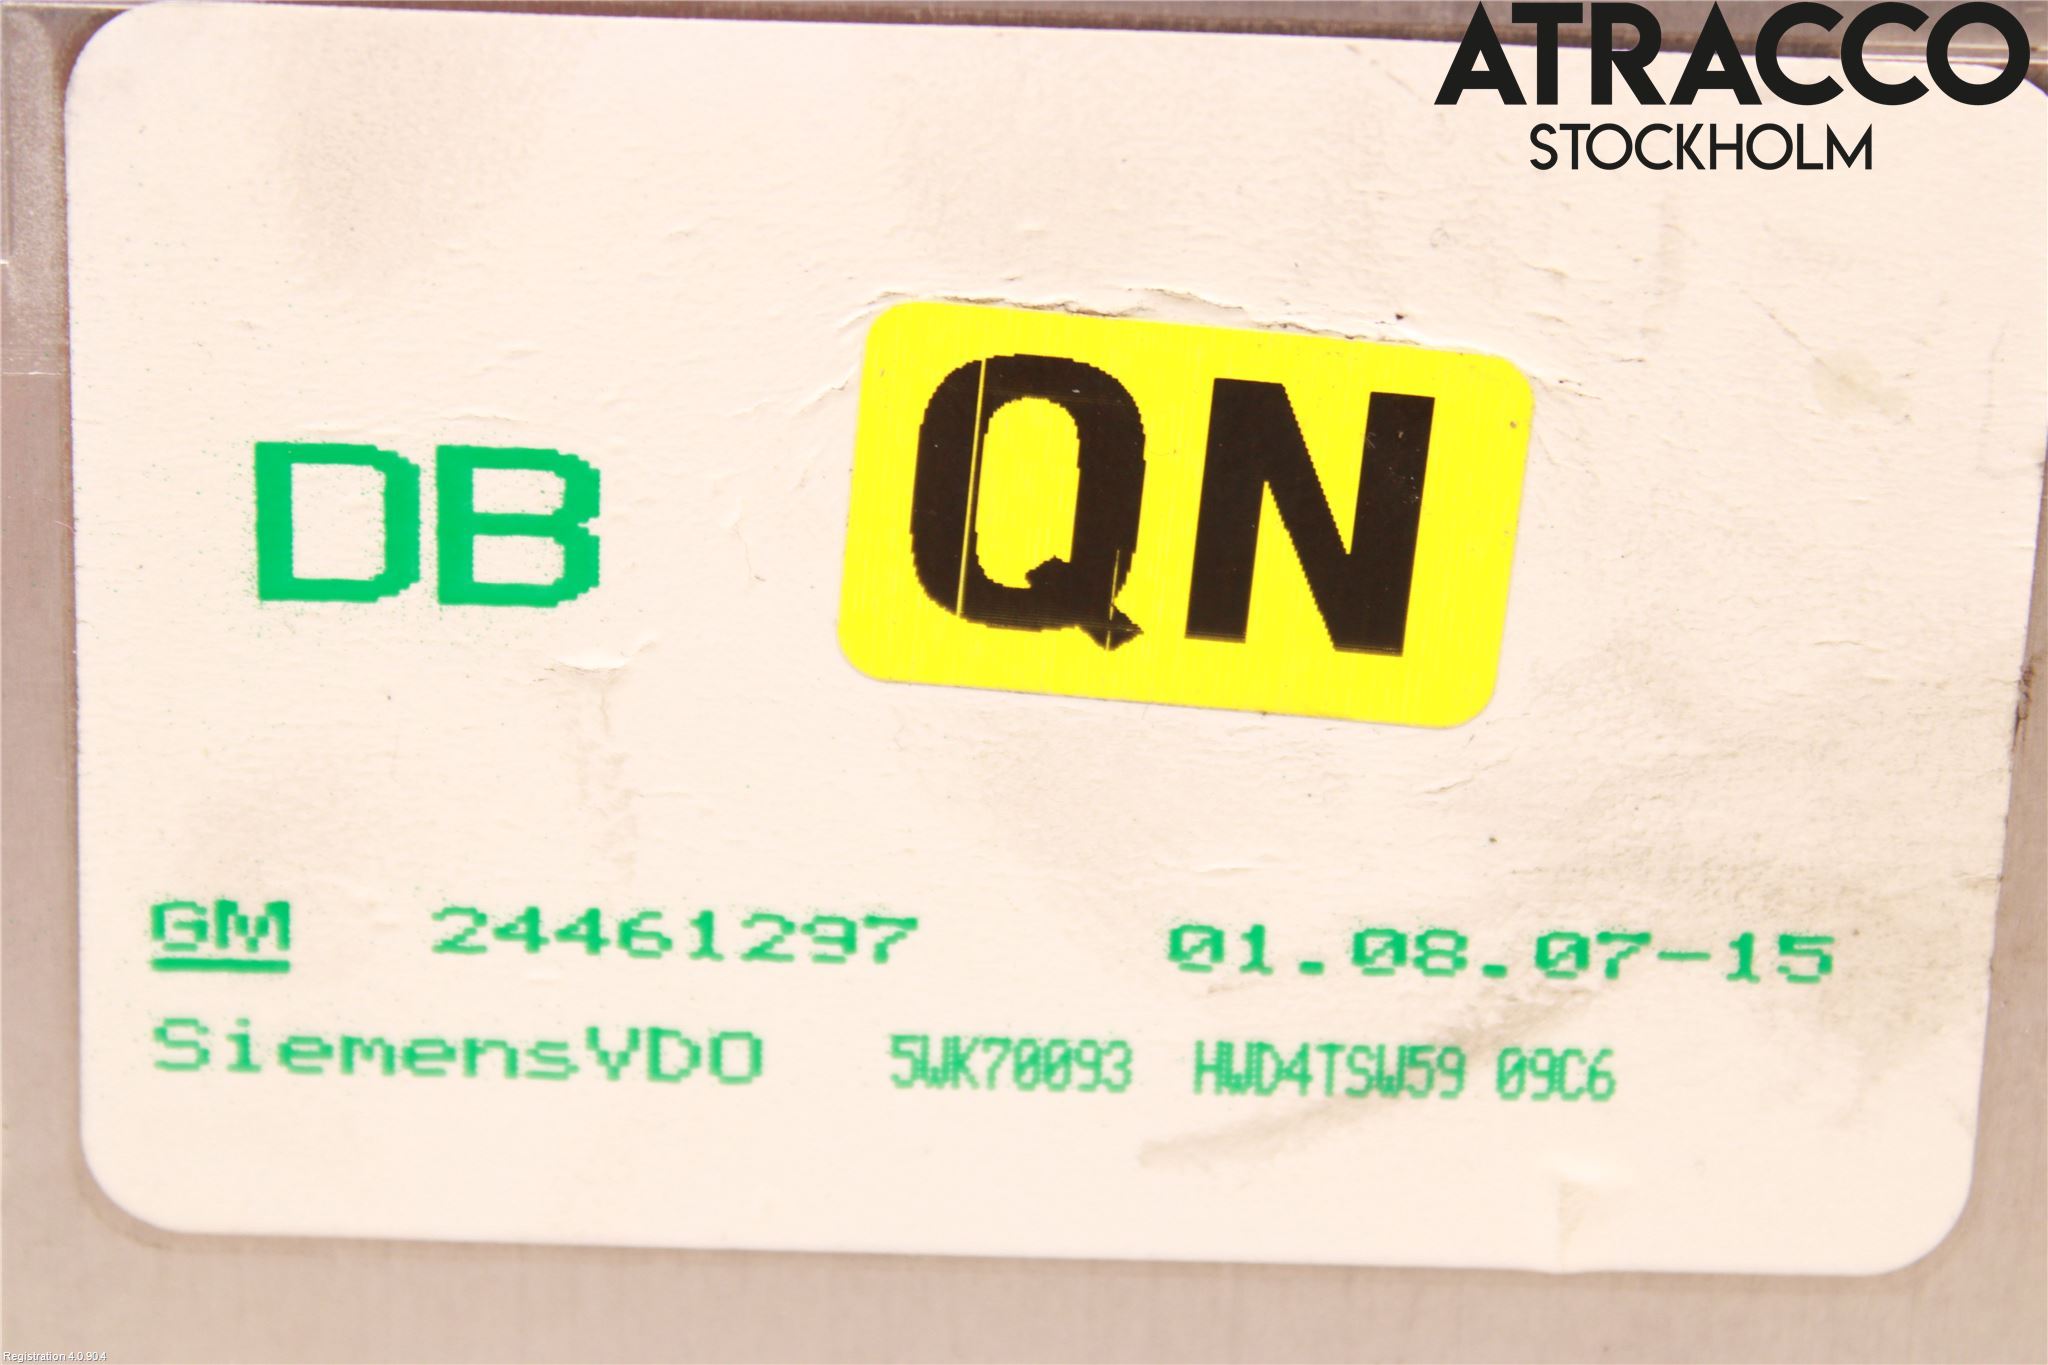 ATRACCO
STOCKHOLM
QN
DB
GM 24461297 01.08.07-15
SiemensVDO 5WK70093 HWD4TSW59 09C6
Registration 4.0.90.4